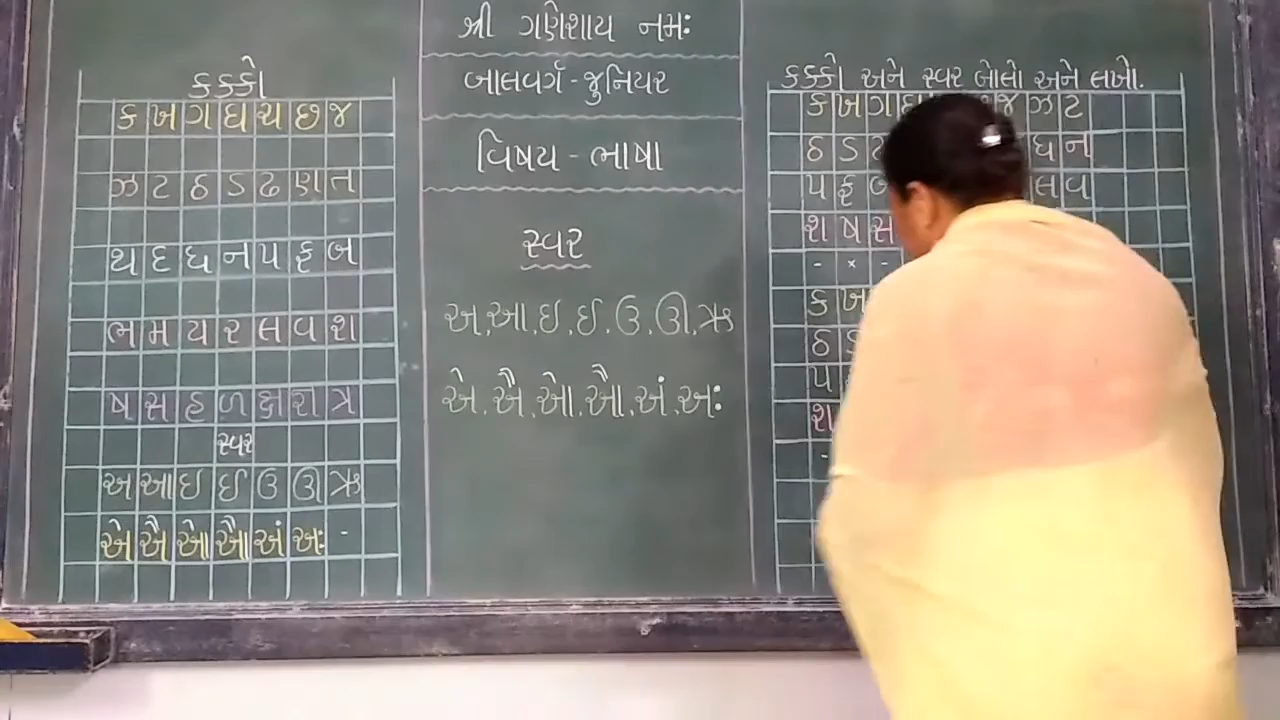 કક્કો
ક ખ ગ ઘ ચ છ જ
ઝ ટ ઠ ડ ઢ ણ ત
થ દ ધ ન પ ફ બ
ભ મ ય ર લ વ શ
ષ સ હ ળ ક્ષ જ્ઞ ત્ર
સ્વર
અ આ ઇ ઈ ઉ ઊ ઋ
એ ઐ ઓ ઔ અં અઃ -
શ્રી ગણેશાય નમઃ
બાલવર્ગ - જુનિયર
વિષય - ભાષા
સ્વર
અ. આ. ઇ. ઈ. ઉ. ઊ. ઋ
એ. ઐ. ઓ. ઔ. અં. અઃ
કક્કો અને સ્વર બોલો અને લખો.
ક ખ ગ ઘ છ જ ઝ ટ
ઠ ડ ધ ન
પ ફ બ લ વ
શ ષ સ
- × -
ક ખ
ઠ ડ
પ
શ
-